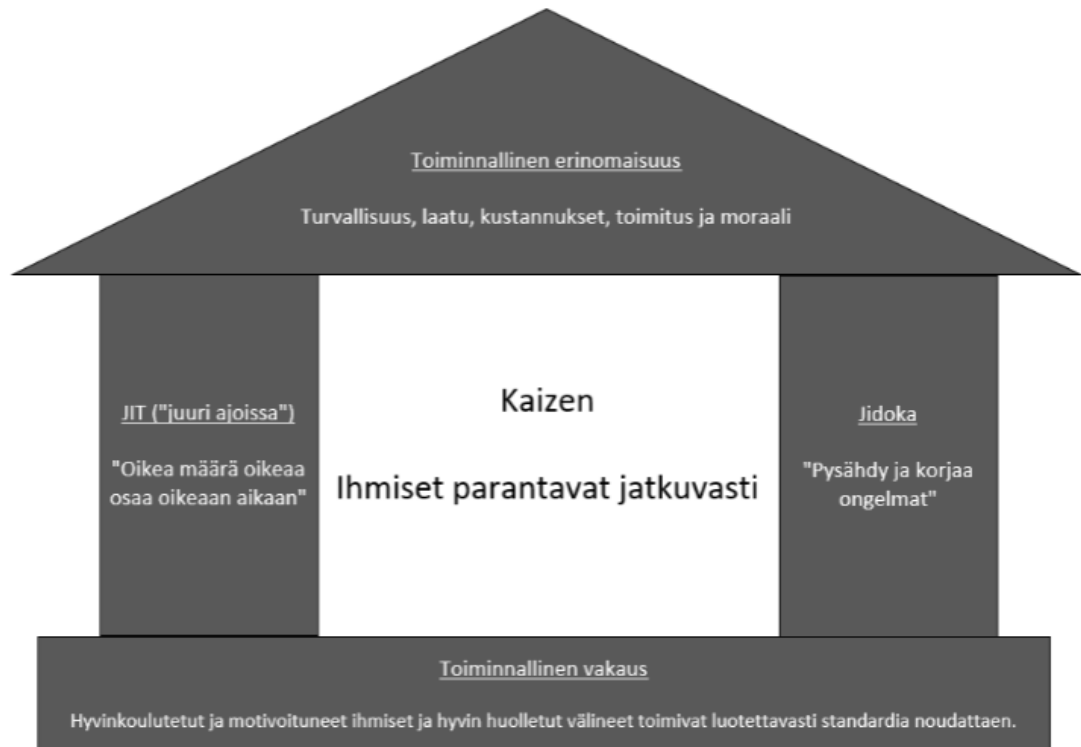 Toiminnallinen erinomaisuus
Turvallisuus, laatu, kustannukset, toimitus ja moraali
JIT ("juuri ajoissa")
"Oikea määrä oikeaa
osaa oikeaan aikaan"
Kaizen
Ihmiset parantavat jatkuvasti
Jidoka
"Pysähdy ja korjaa
ongelmat"
Toiminnallinen vakaus
Hyvinkoulutetut ja motivoituneet ihmiset ja hyvin huolletut välineet toimivat luotettavasti standardia noudattaen.